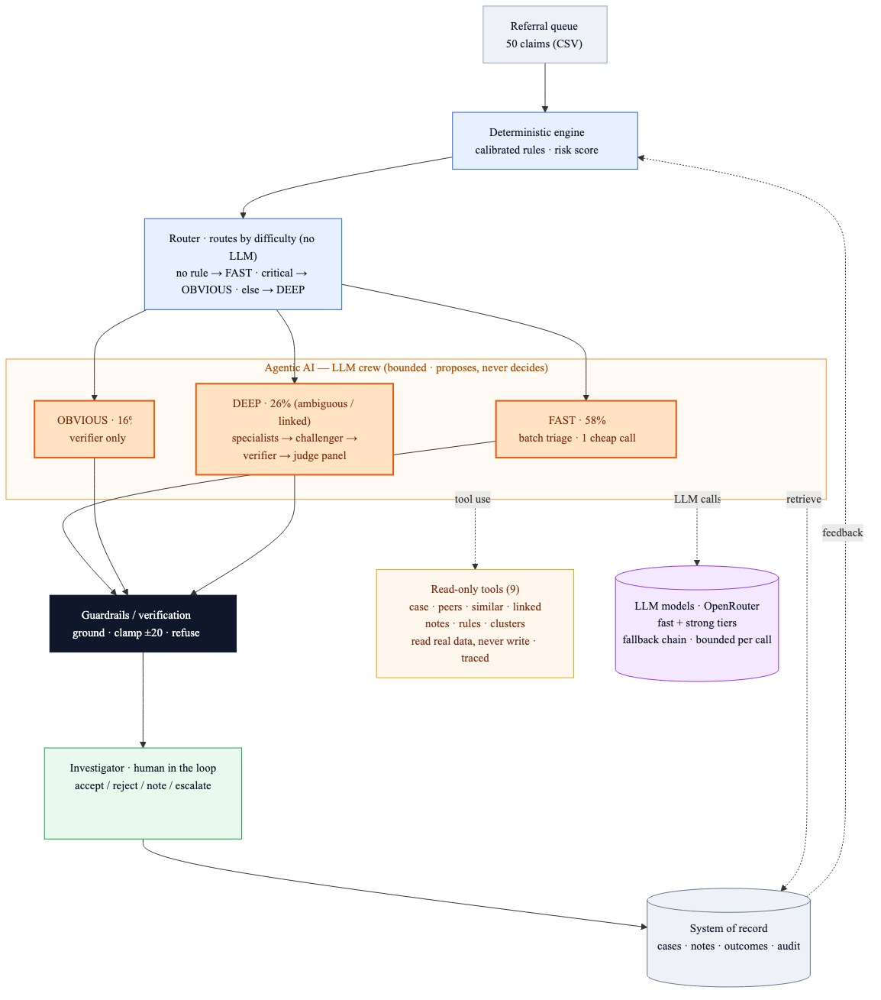 Referral queue
50 claims (CSV)
Deterministic engine
calibrated rules · risk score
Router · routes by difficulty (no
LLM)
no rule → FAST · critical →
OBVIOUS · else → DEEP
Agentic AI — LLM crew (bounded · proposes, never decides)
OBVIOUS · 16%
verifier only
DEEP · 26% (ambiguous /
linked)
specialists → challenger →
verifier → judge panel
FAST · 58%
batch triage · 1 cheap call
tool use
LLM calls
retrieve
feedback
Read-only tools (9)
case · peers · similar · linked
notes · rules · clusters
read real data, never write ·
traced
LLM models · OpenRouter
fast + strong tiers
fallback chain · bounded per call
Guardrails / verification
ground · clamp ±20 · refuse
Investigator · human in the loop
accept / reject / note / escalate
System of record
cases · notes · outcomes · audit